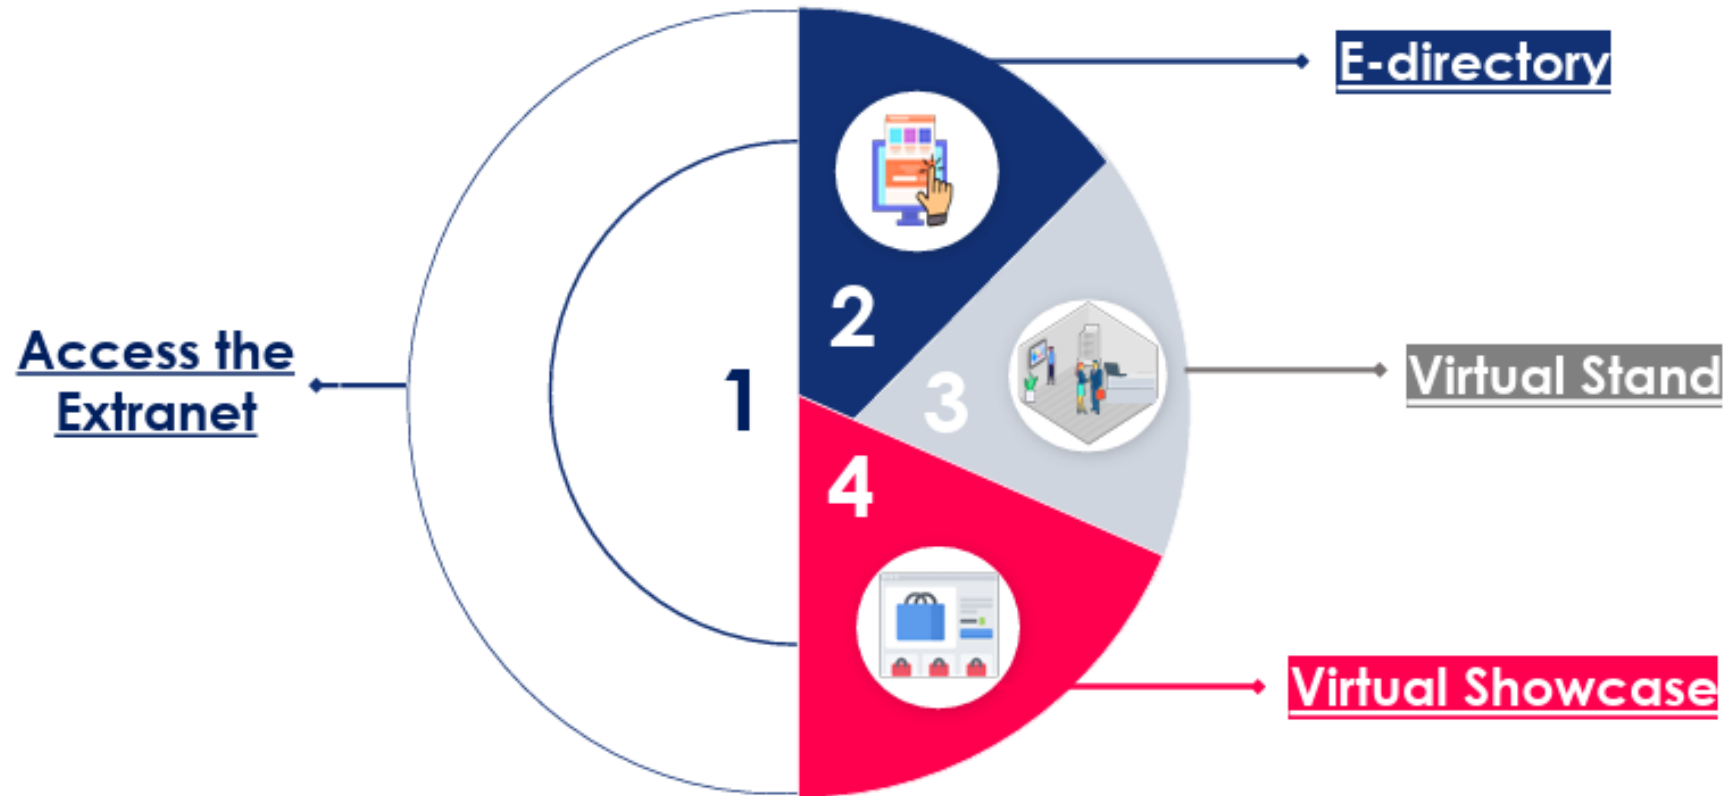 E-directory
2
Access the
Extranet
1
3
Virtual Stand
4
Virtual Showcase